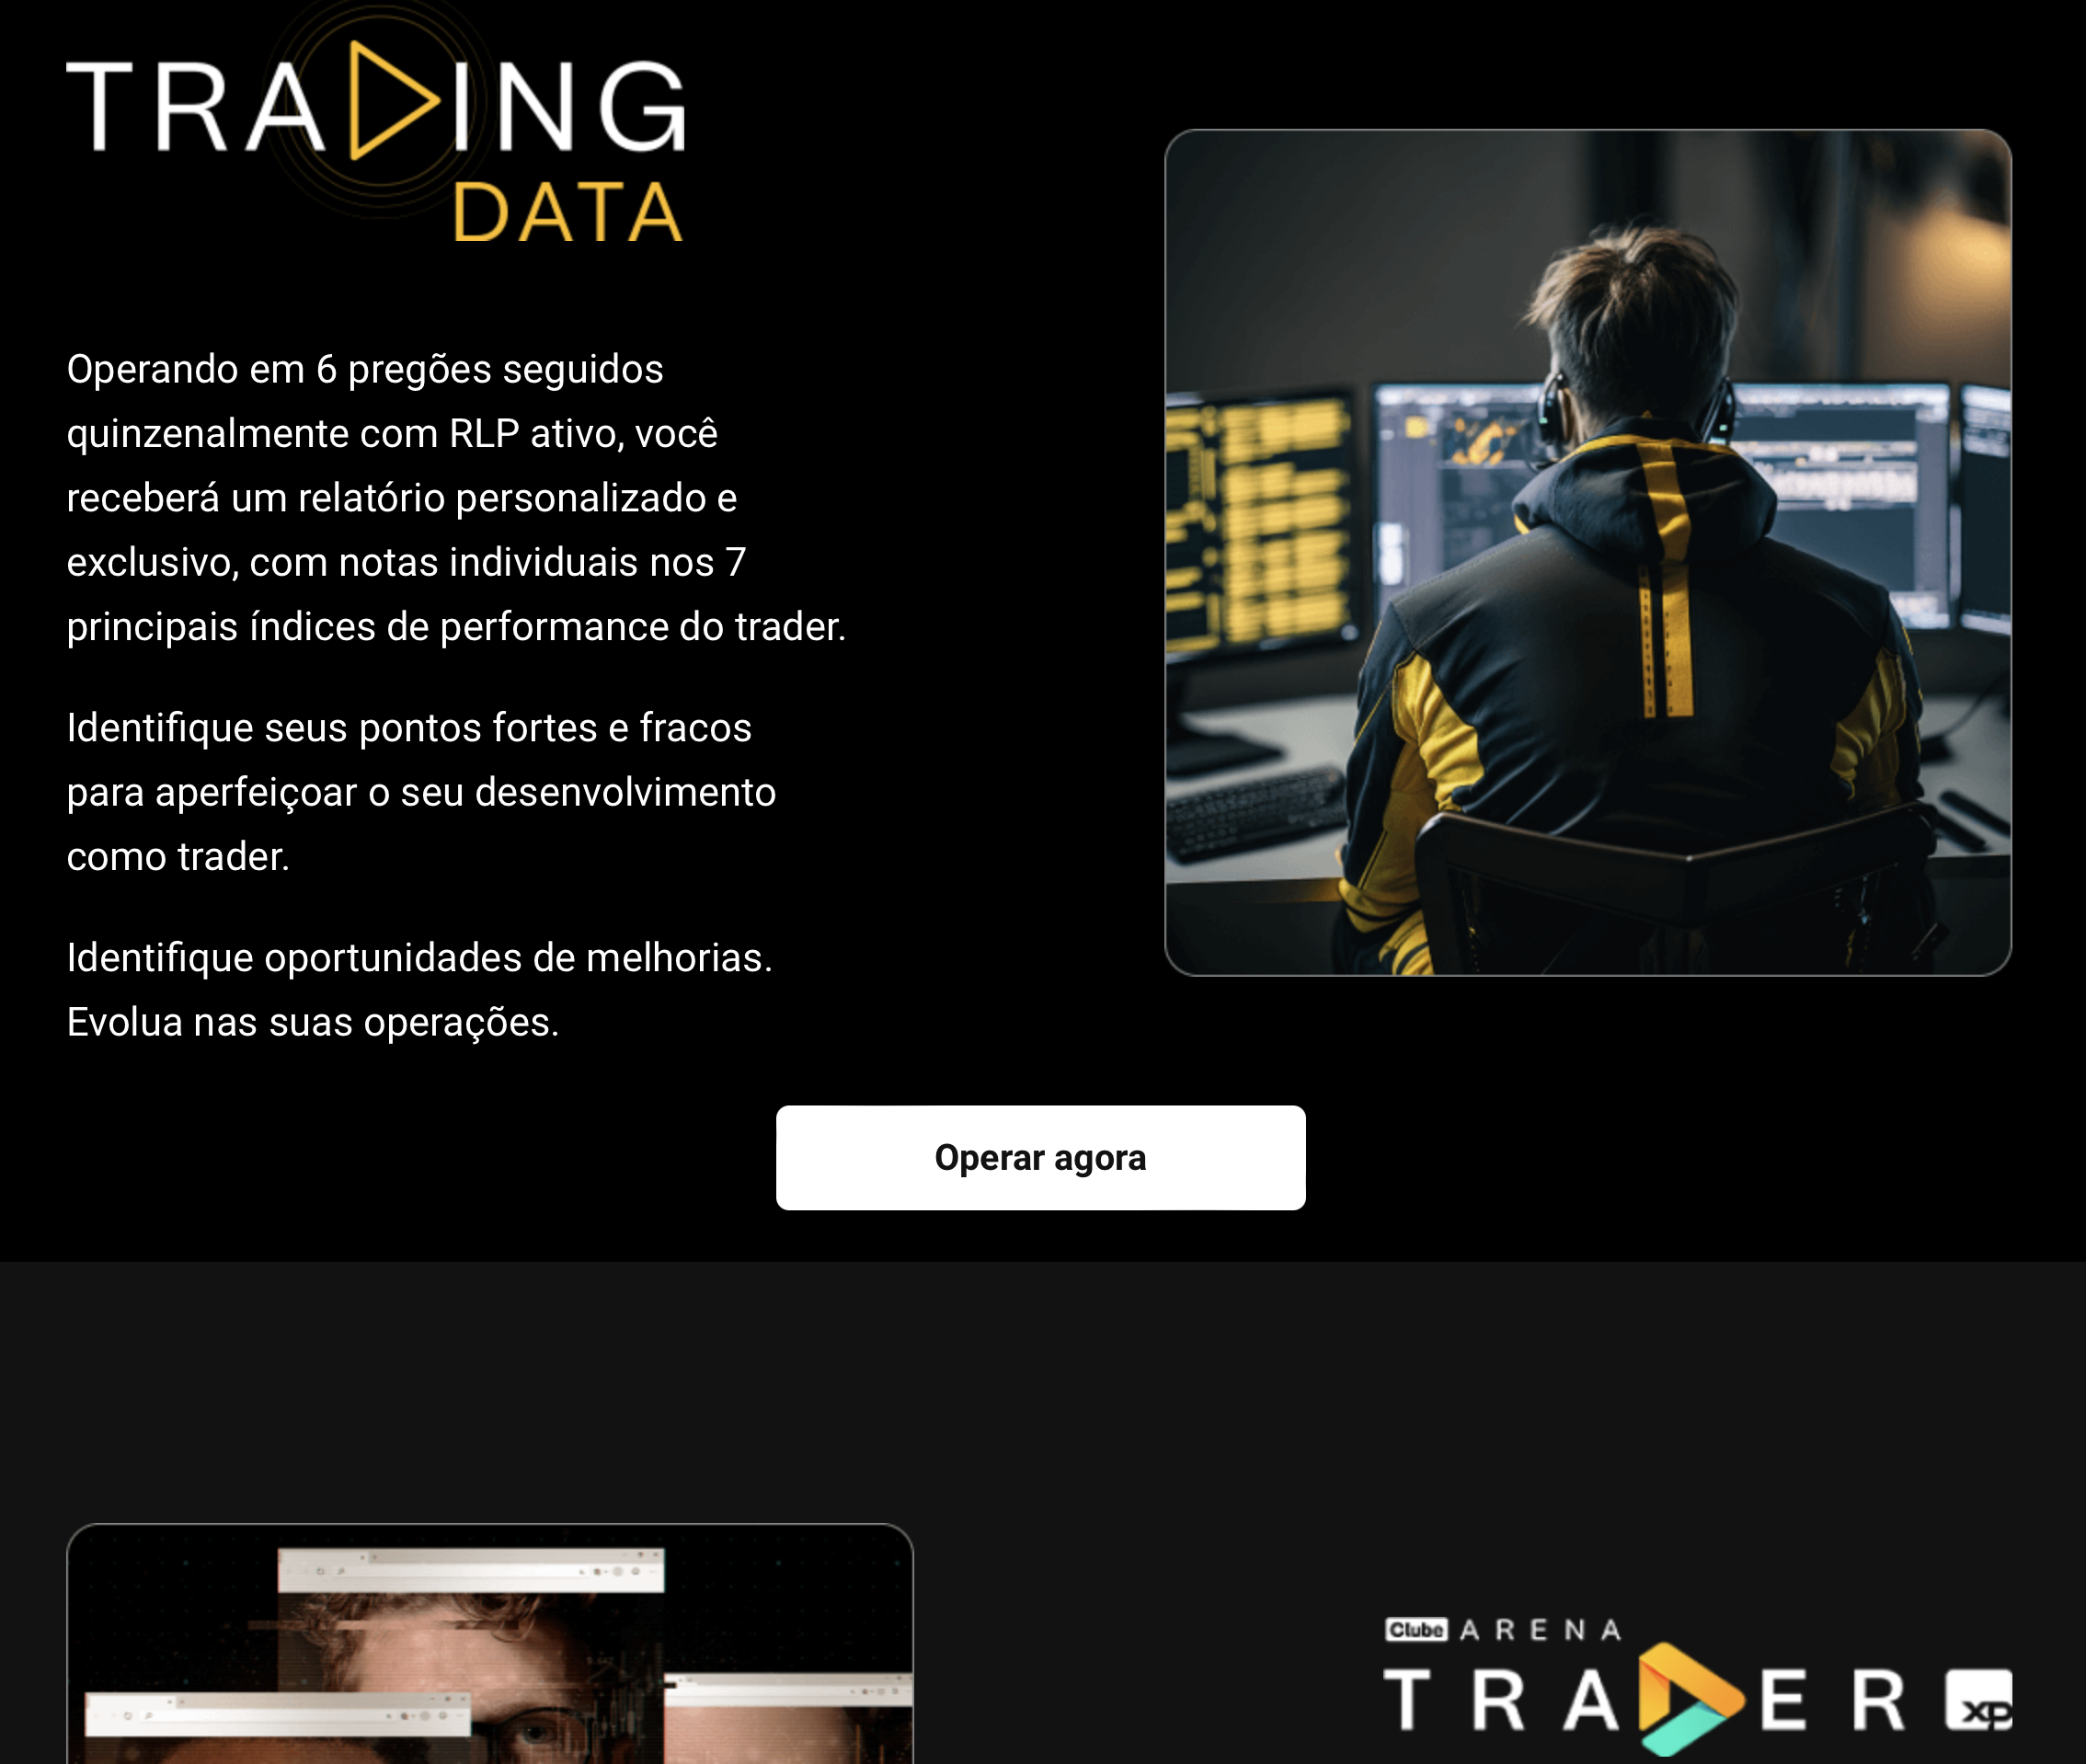 TRADING
DATA
Operando em 6 pregões seguidos
quinzenalmente com RLP ativo, você
receberá um relatório personalizado e
exclusivo, com notas individuais nos 7
principais índices de performance do trader.
Identifique seus pontos fortes e fracos
para aperfeiçoar o seu desenvolvimento
como trader.
Identifique oportunidades de melhorias.
Evolua nas suas operações.
Operar agora
Clube ARENA
TRADER XP